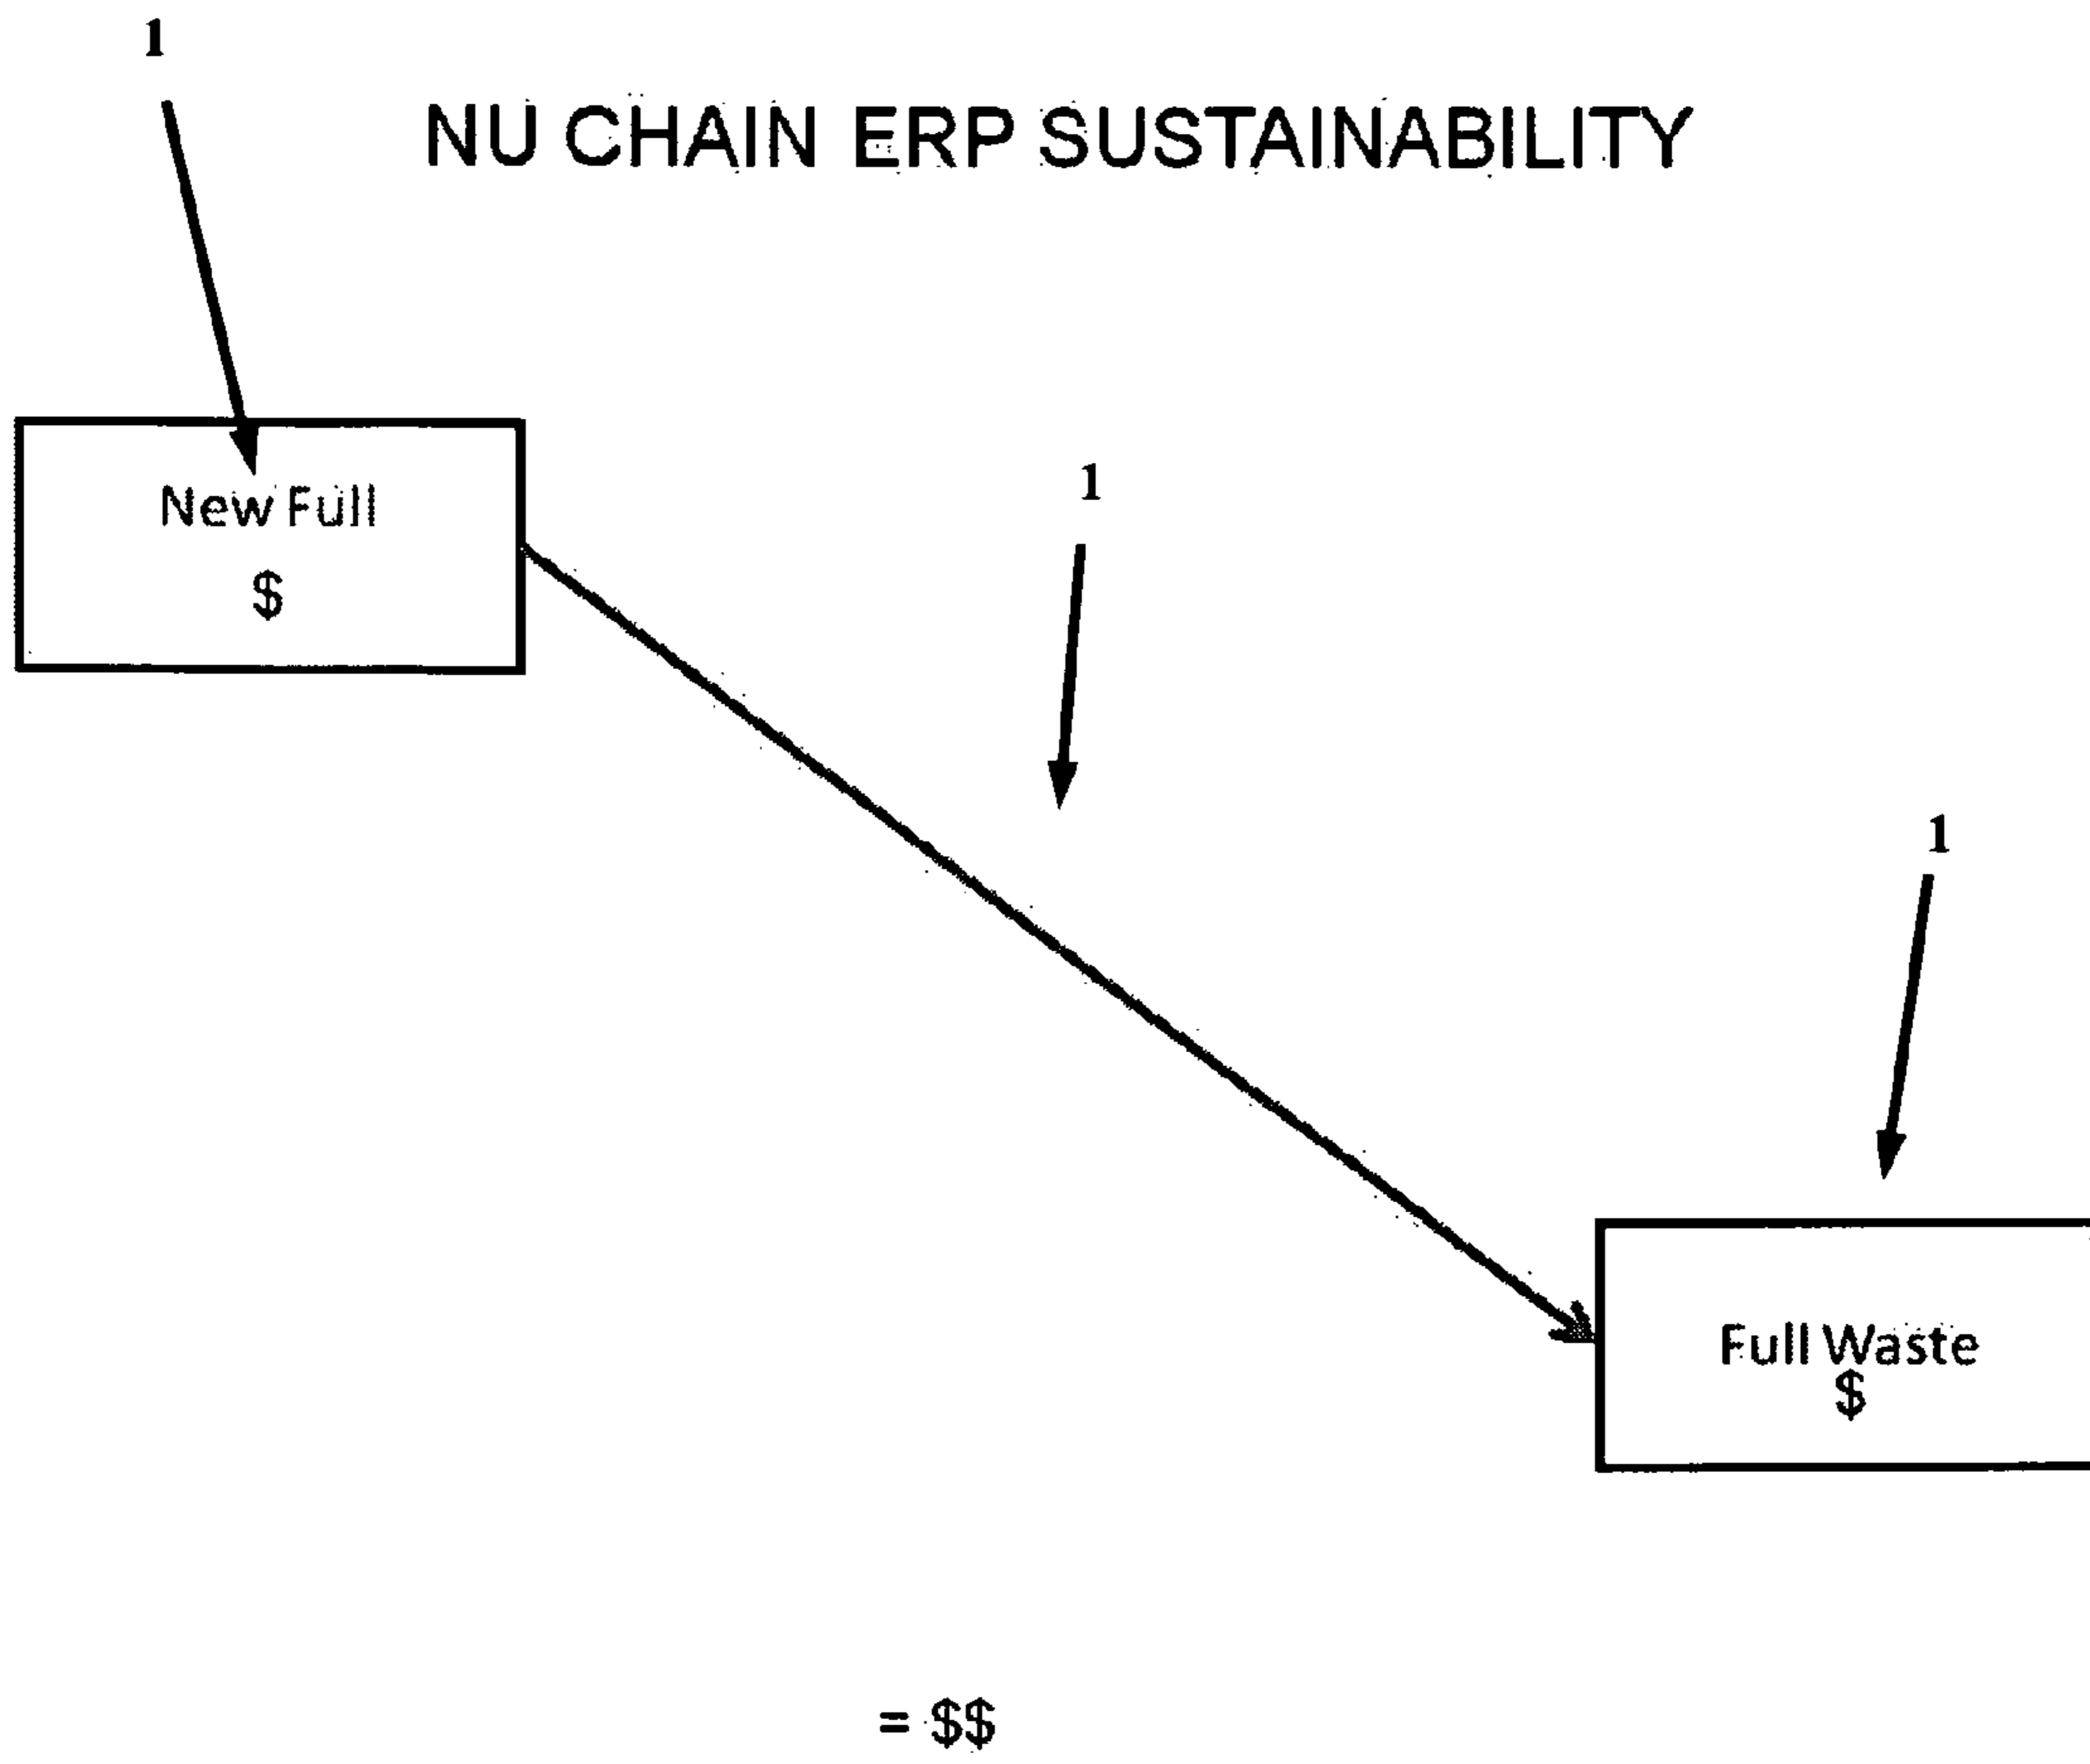 1
NU CHAIN ERP SUSTAINABILITY
New Full
$
1
1
Full Waste
$
= $$